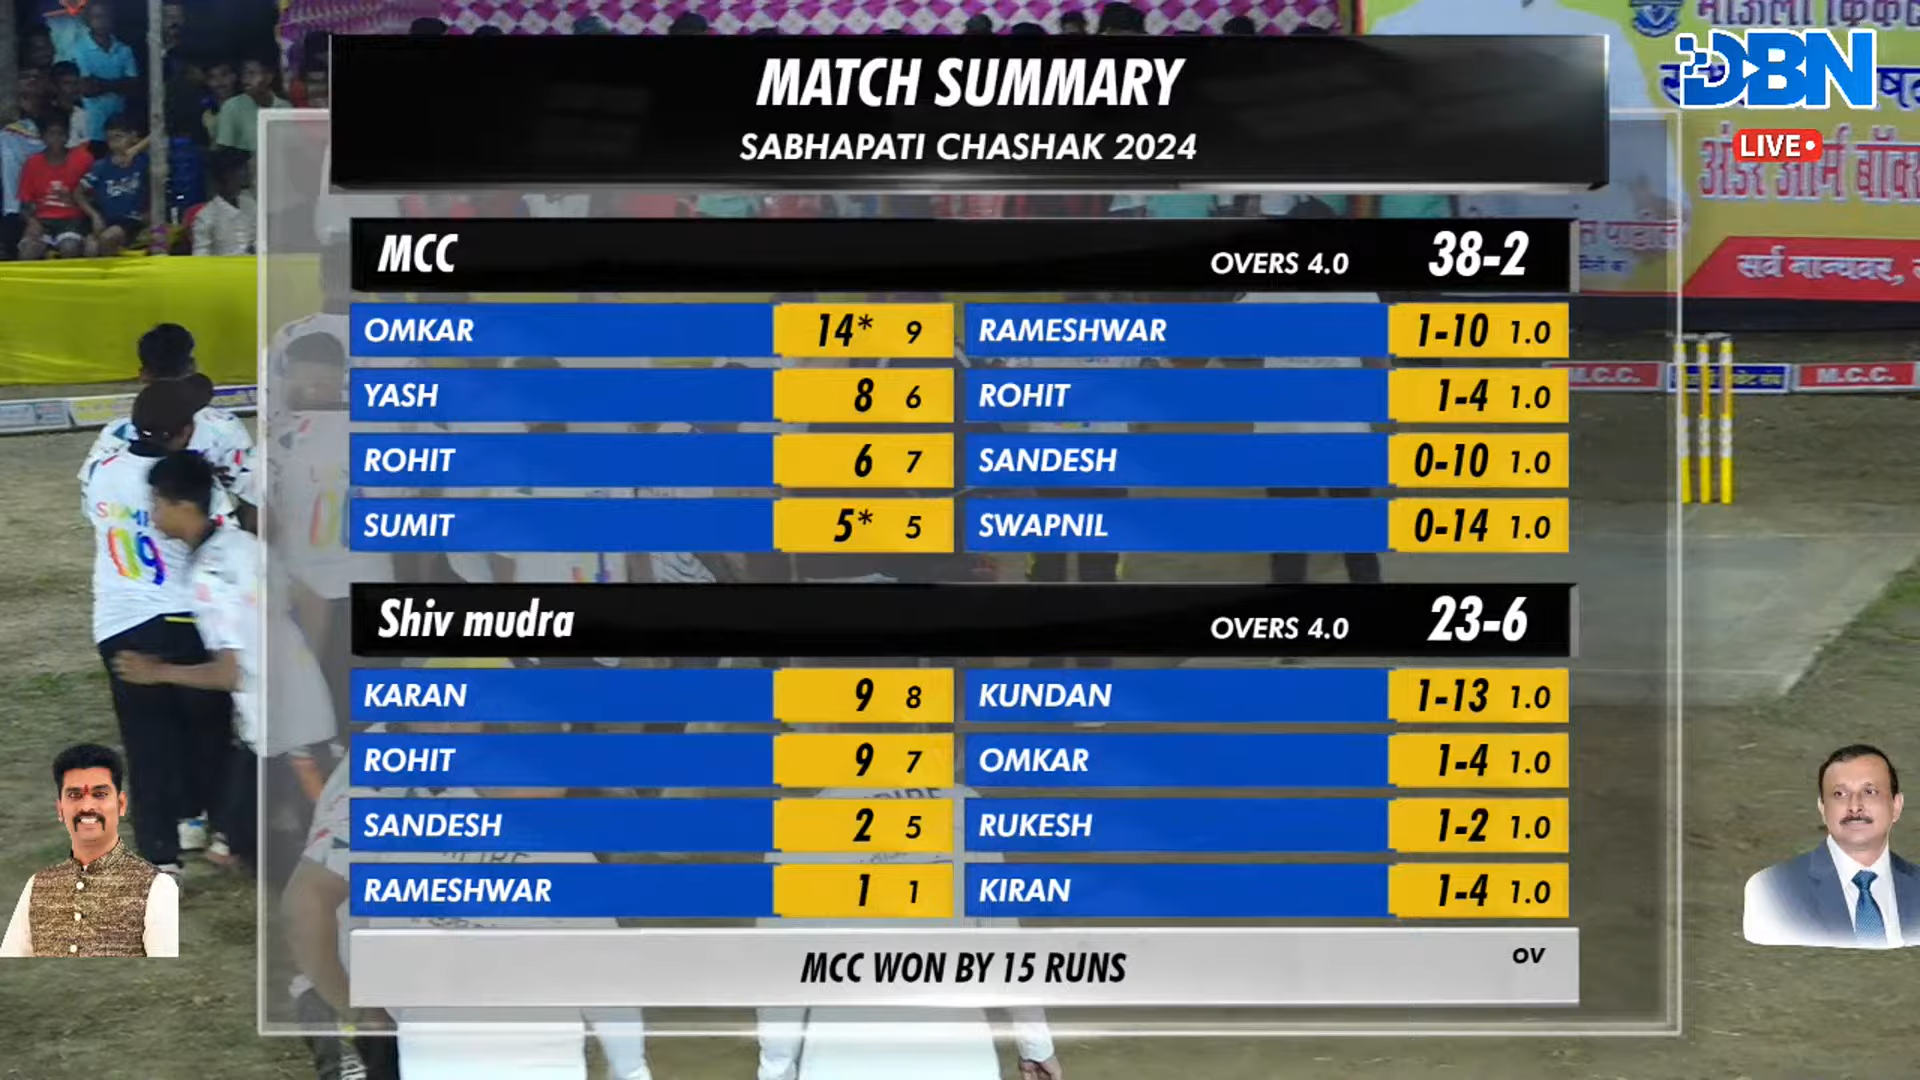 MATCH SUMMARY
SABHAPATI CHASHAK 2024
DBN
LIVE
MCC OVERS 4.0 38-2
OMKAR 14* 9 RAMESHWAR 1-10 1.0
YASH 8 6 ROHIT 1-4 1.0
ROHIT 6 7 SANDESH 0-10 1.0
SUMIT 5* 5 SWAPNIL 0-14 1.0
Shiv mudra OVERS 4.0 23-6
KARAN 9 8 KUNDAN 1-13 1.0
ROHIT 9 7 OMKAR 1-4 1.0
SANDESH 2 5 RUKESH 1-2 1.0
RAMESHWAR 1 1 KIRAN 1-4 1.0
MCC WON BY 15 RUNS OV
अंडर आर्म
सर्व मान्यवर,
M.C.C. M.C.C.
09